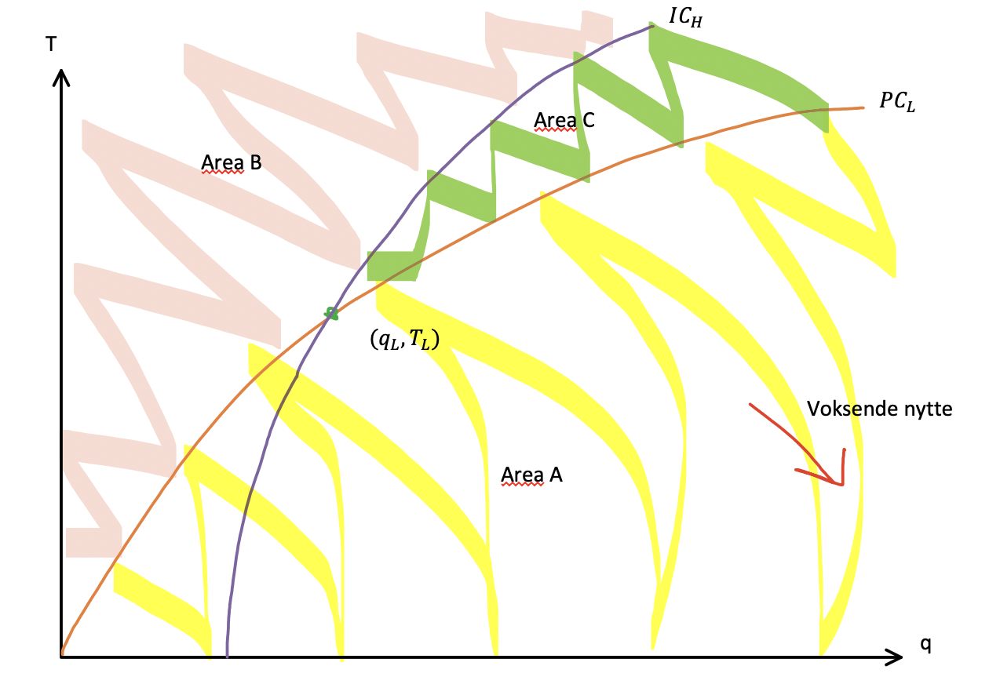 IC_H
T
PC_L
Area C
Area B
(q_L, T_L)
Voksende nytte
Area A
q